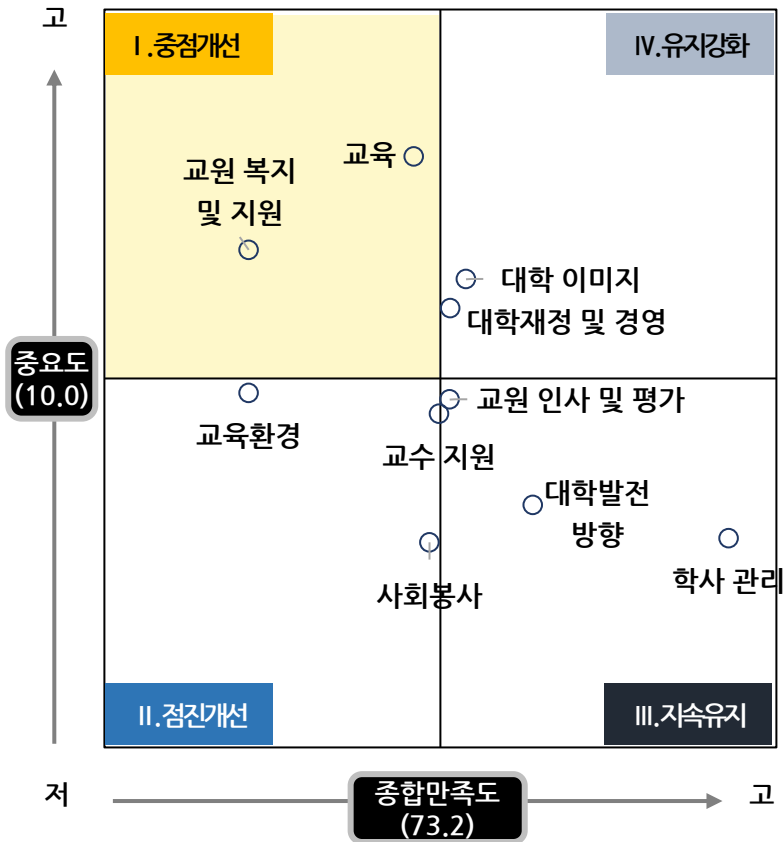 고
Ⅰ.중점개선
Ⅳ.유지강화
교육
교원 복지
및 지원
대학 이미지
대학재정 및 경영
중요도
(10.0)
교원 인사 및 평가
교육환경
교수 지원
대학발전
방향
학사 관리
사회봉사
Ⅱ.점진개선
Ⅲ.지속유지
저
종합만족도
(73.2)
고